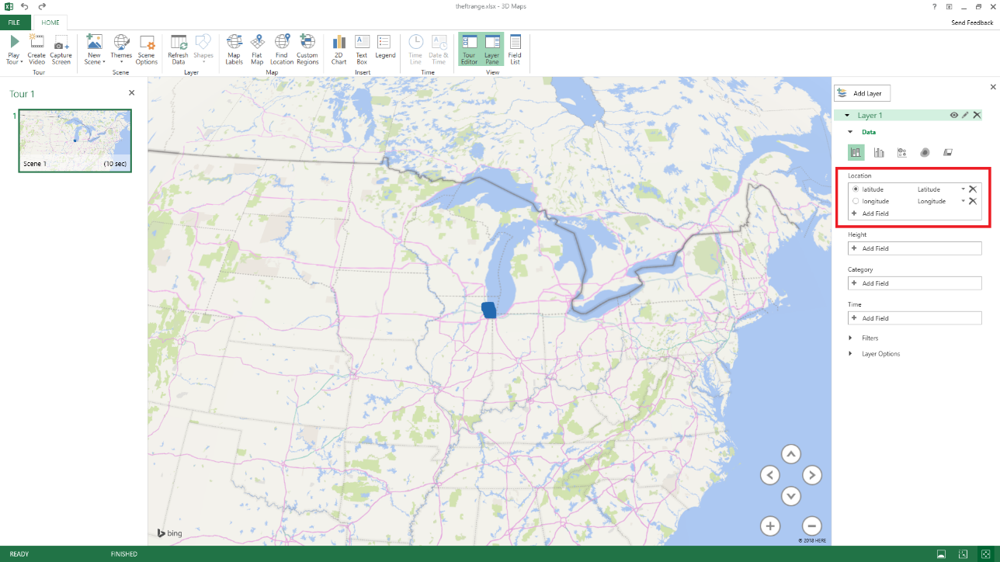 theftrange.xlsx - 3D Maps
?
FILE
HOME
Send Feedback
Play Tour
Create Video
Capture Screen
New Scene
Themes
Scene Options
Refresh Data
Shapes
Map Labels
Flat Map
Find Location
Custom Regions
2D Chart
A
Text Box
Legend
Time Line
A
Date & Time
Tour Editor
Layer Pane
Field List
Tour
Scene
Layer
Map
Insert
Time
View
Tour 1
1
Scene 1 (10 sec)
Add Layer
Layer 1
Data
Location
latitude Latitude
longitude Longitude
+ Add Field
Height
+ Add Field
Category
+ Add Field
Time
+ Add Field
Filters
Layer Options
bing
© 2018 HERE
READY FINISHED